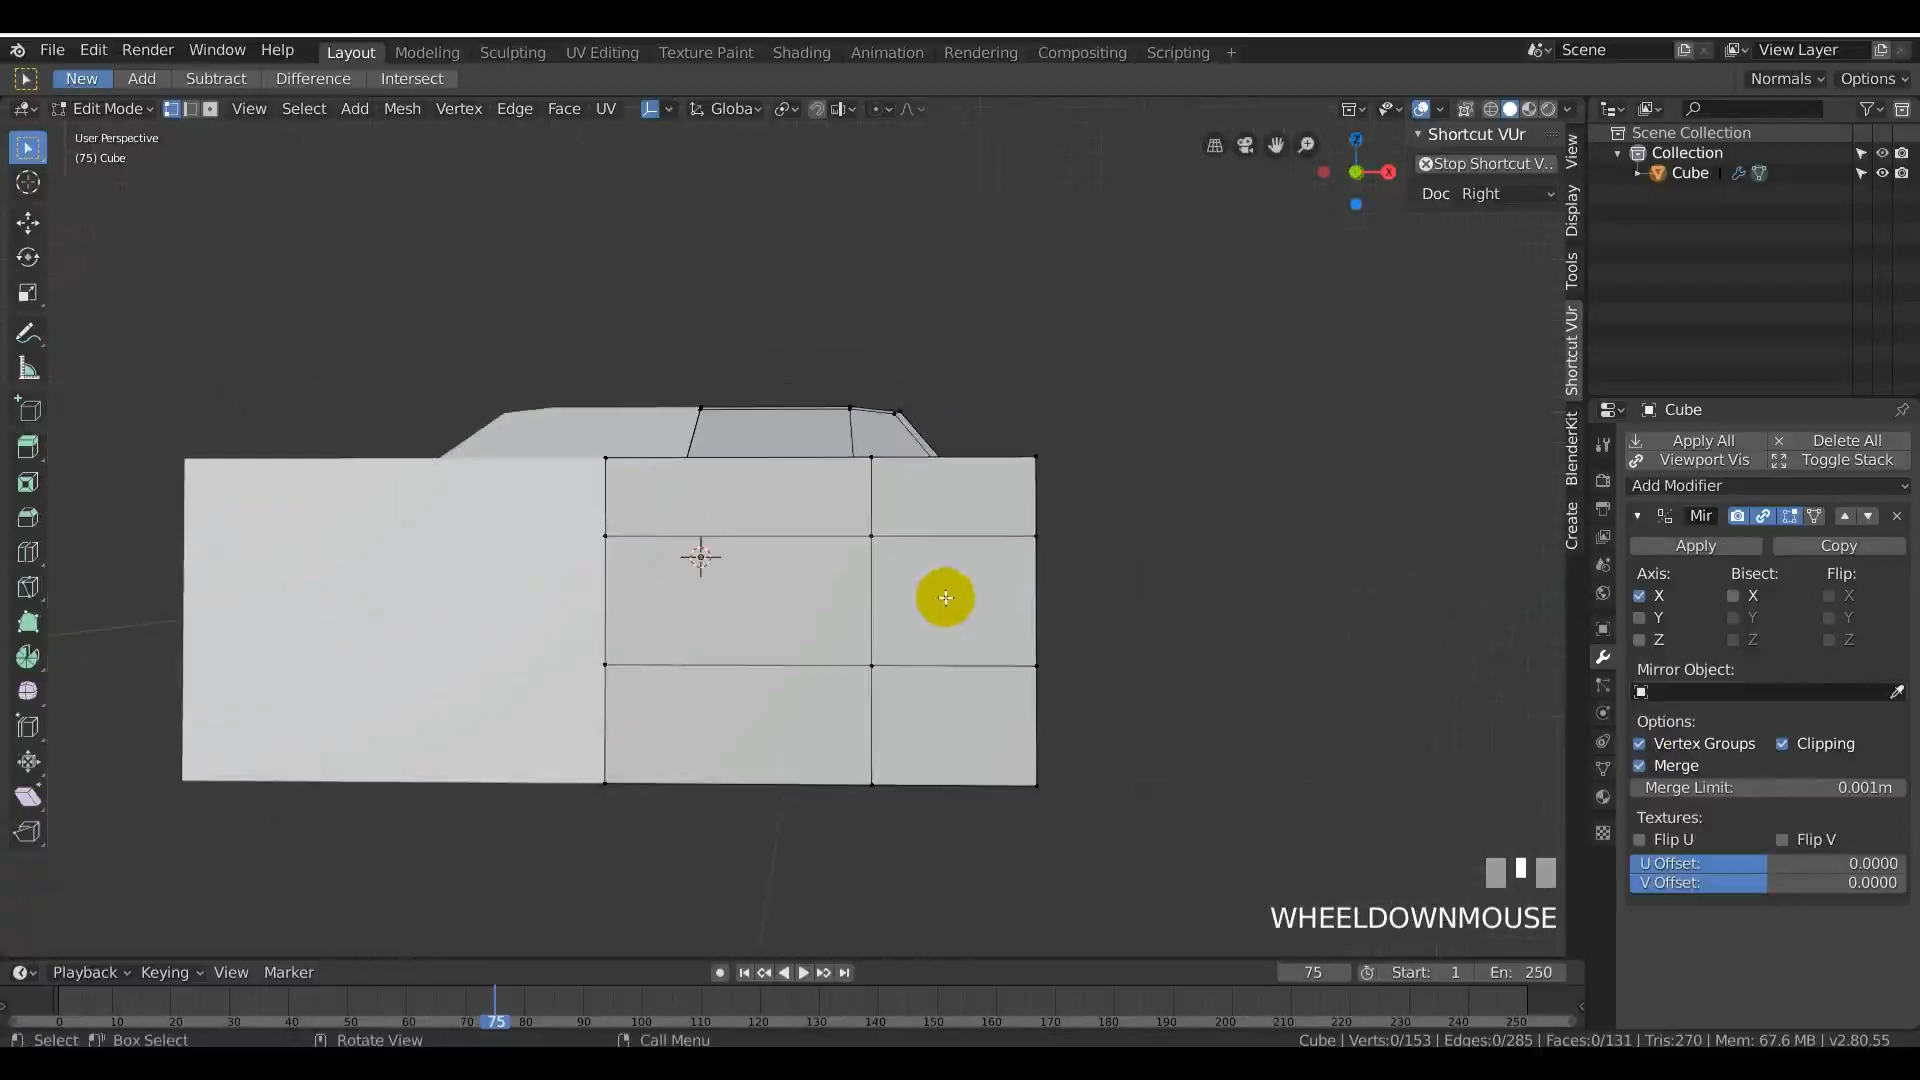 File Edit Render Window Help Layout Modeling Sculpting UV Editing Texture Paint Shading Animation Rendering Compositing Scripting + Scene View Layer
New Add Subtract Difference Intersect Normals Options
Edit Mode View Select Add Mesh Vertex Edge Face UV Globa
User Perspective
(75) Cube
Z
X
Shortcut VUr
Stop Shortcut V..
Doc Right
View
Display
Tools
Shortcut VUr
BlenderKit
Create
Scene Collection
Collection
Cube
Cube
Apply All Delete All
Viewport Vis Toggle Stack
Add Modifier
Mir
Apply Copy
Axis: Bisect: Flip:
X X X
Y Y Y
Z Z Z
Mirror Object:
Options:
Vertex Groups Clipping
Merge
Merge Limit: 0.001m
Textures:
Flip U Flip V
U Offset: 0.0000
V Offset: 0.0000
WHEELDOWNMOUSE
Playback Keying View Marker 75 Start: 1 En: 250
0 10 20 30 40 50 60 70 75 80 90 100 110 120 130 140 150 160 170 180 190 200 210 220 230 240 250
Select Box Select Rotate View Call Menu Cube | Verts:0/153 | Edges:0/285 | Faces:0/131 | Tris:270 | Mem: 67.6 MB | v2.80.55